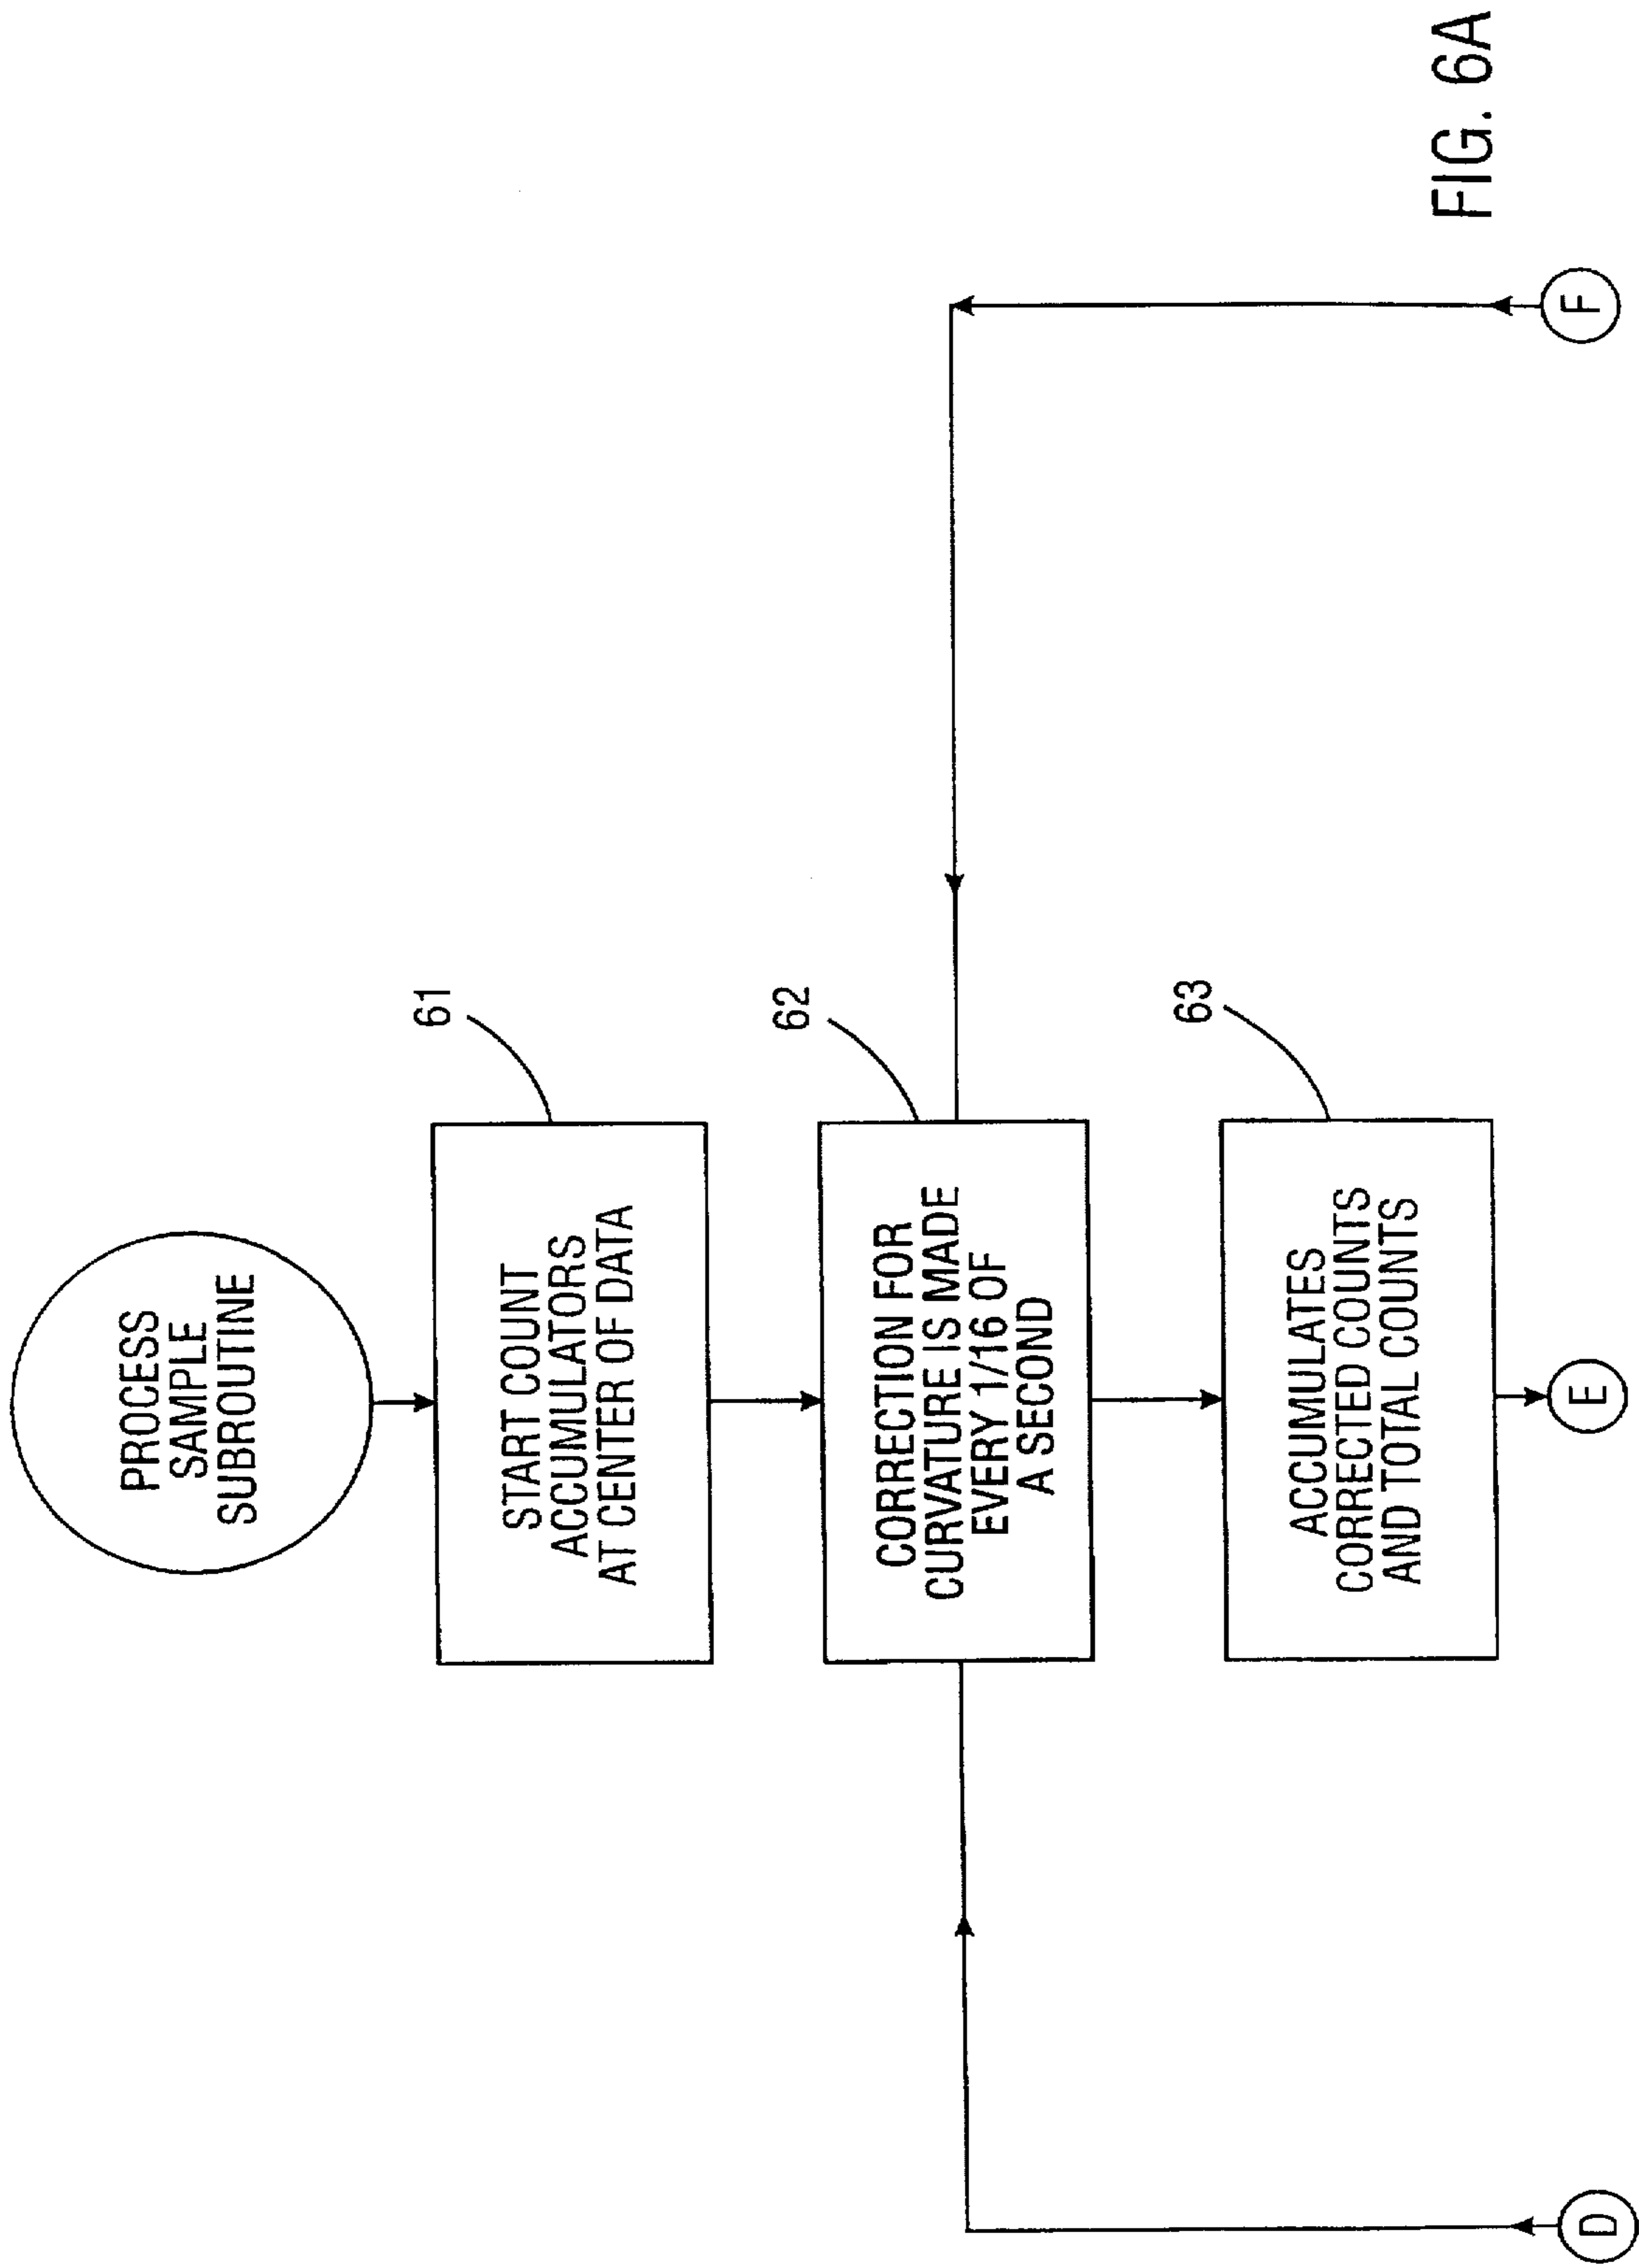 PROCESS
SAMPLE
SUBROUTINE
61
START COUNT
ACCUMULATORS
AT CENTER OF DATA
62
CORRECTION FOR
CURVATURE IS MADE
EVERY 1/16 OF
A SECOND
63
ACCUMULATES
CORRECTED COUNTS
AND TOTAL COUNTS
D
E
F
FIG. 6A